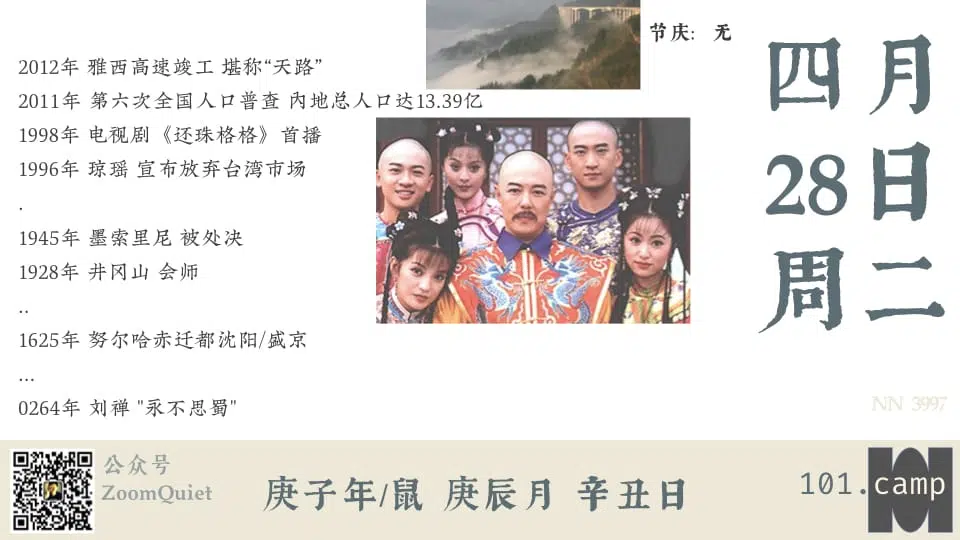 节庆: 无
2012年 雅西高速竣工 堪称“天路”
2011年 第六次全国人口普查 内地总人口达13.39亿
1998年 电视剧《还珠格格》首播
1996年 琼瑶 宣布放弃台湾市场
.
1945年 墨索里尼 被处决
1928年 井冈山 会师
..
1625年 努尔哈赤迁都沈阳/盛京
...
0264年 刘禅 "乐不思蜀"
四月
28日
周二
NN 3997
公众号
ZoomQuiet
庚子年/鼠 庚辰月 辛丑日
101.camp